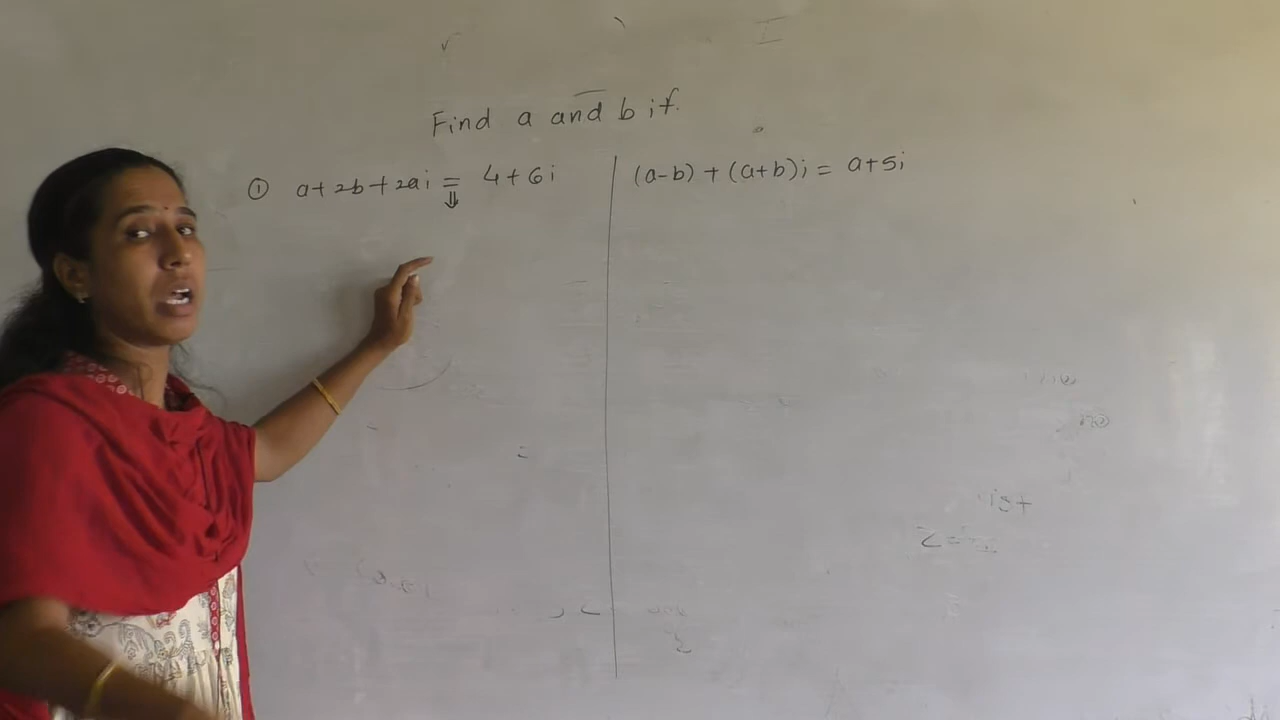 Find a and b if.
① a+2b+2ai = 4+6i
⇓
(a-b) + (a+b)i = a+5i
Z =